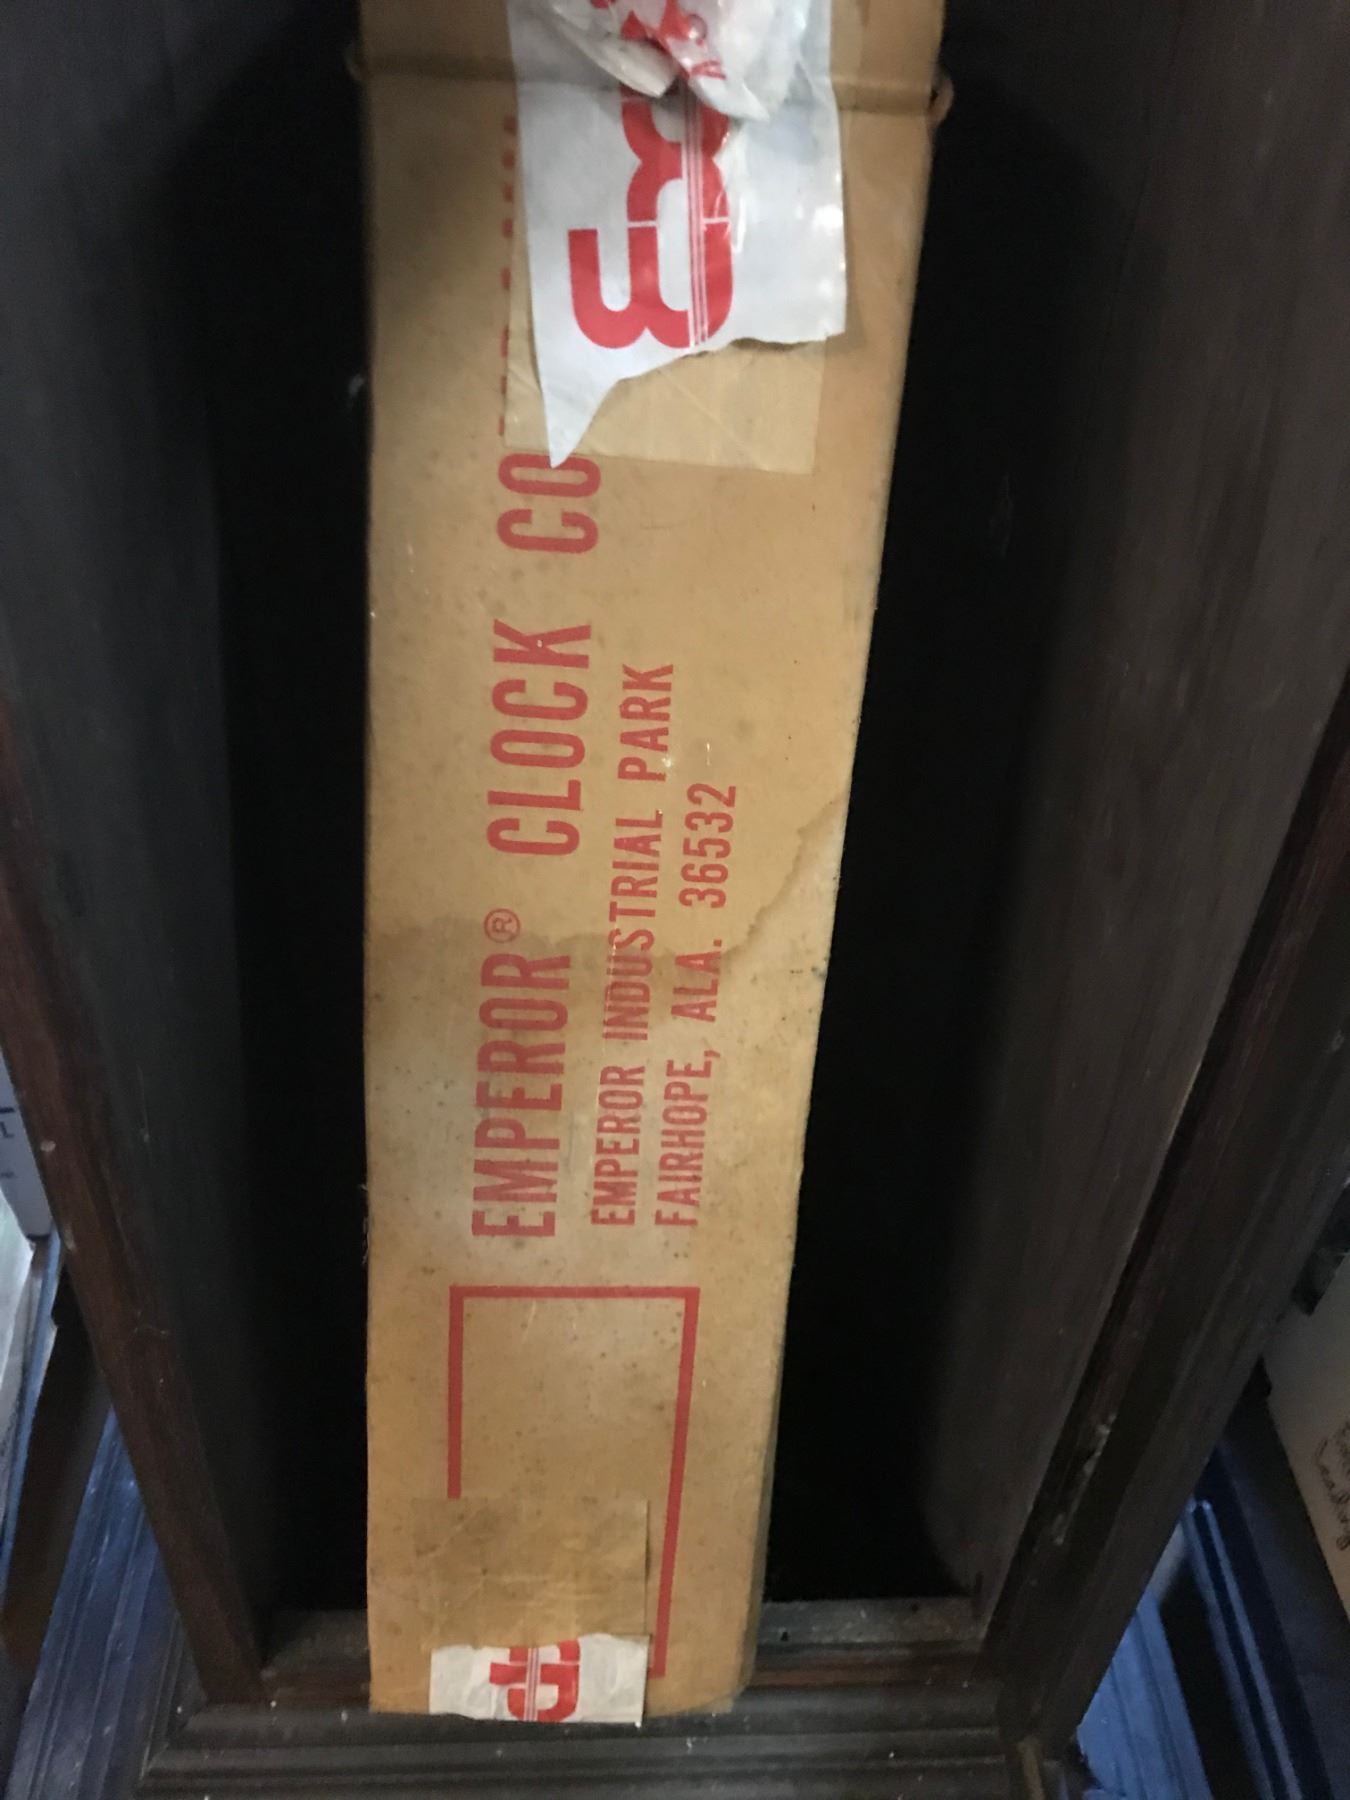 EMPEROR® CLOCK CO
EMPEROR INDUSTRIAL PARK
FAIRHOPE, ALA. 36532